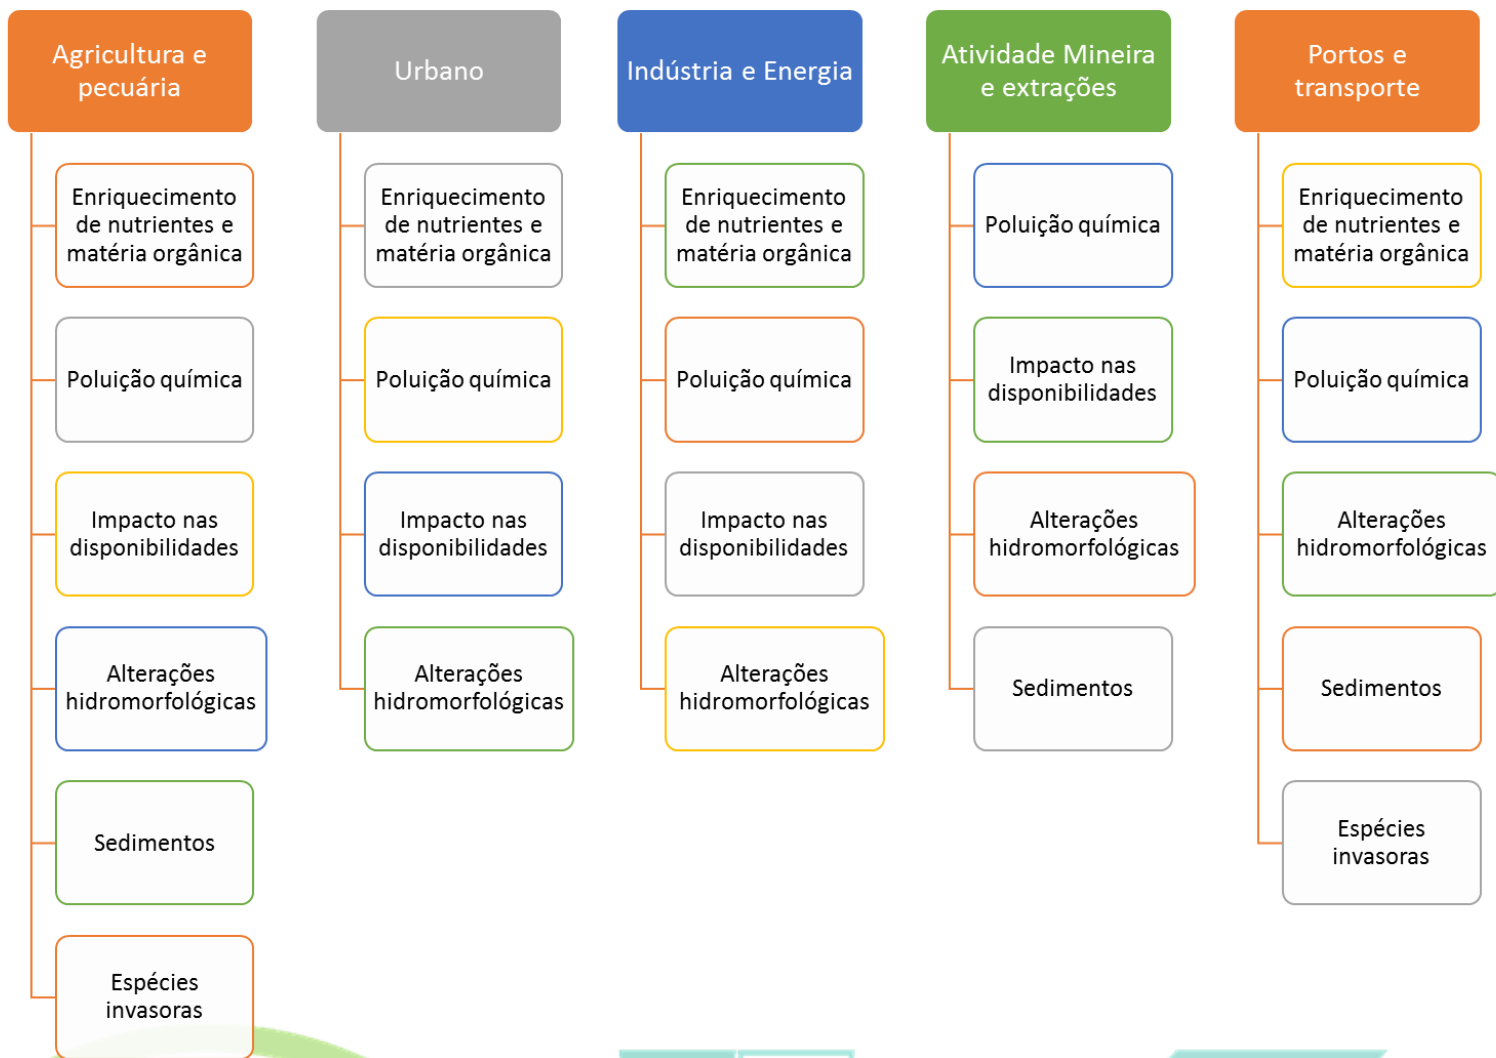 Agricultura e
pecuária
Enriquecimento
de nutrientes e
matéria orgânica
Poluição química
Impacto nas
disponibilidades
Alterações
hidromorfológicas
Sedimentos
Espécies
invasoras
Urbano
Enriquecimento
de nutrientes e
matéria orgânica
Poluição química
Impacto nas
disponibilidades
Alterações
hidromorfológicas
Indústria e Energia
Enriquecimento
de nutrientes e
matéria orgânica
Poluição química
Impacto nas
disponibilidades
Alterações
hidromorfológicas
Atividade Mineira
e extrações
Poluição química
Impacto nas
disponibilidades
Alterações
hidromorfológicas
Sedimentos
Portos e
transporte
Enriquecimento
de nutrientes e
matéria orgânica
Poluição química
Alterações
hidromorfológicas
Sedimentos
Espécies
invasoras